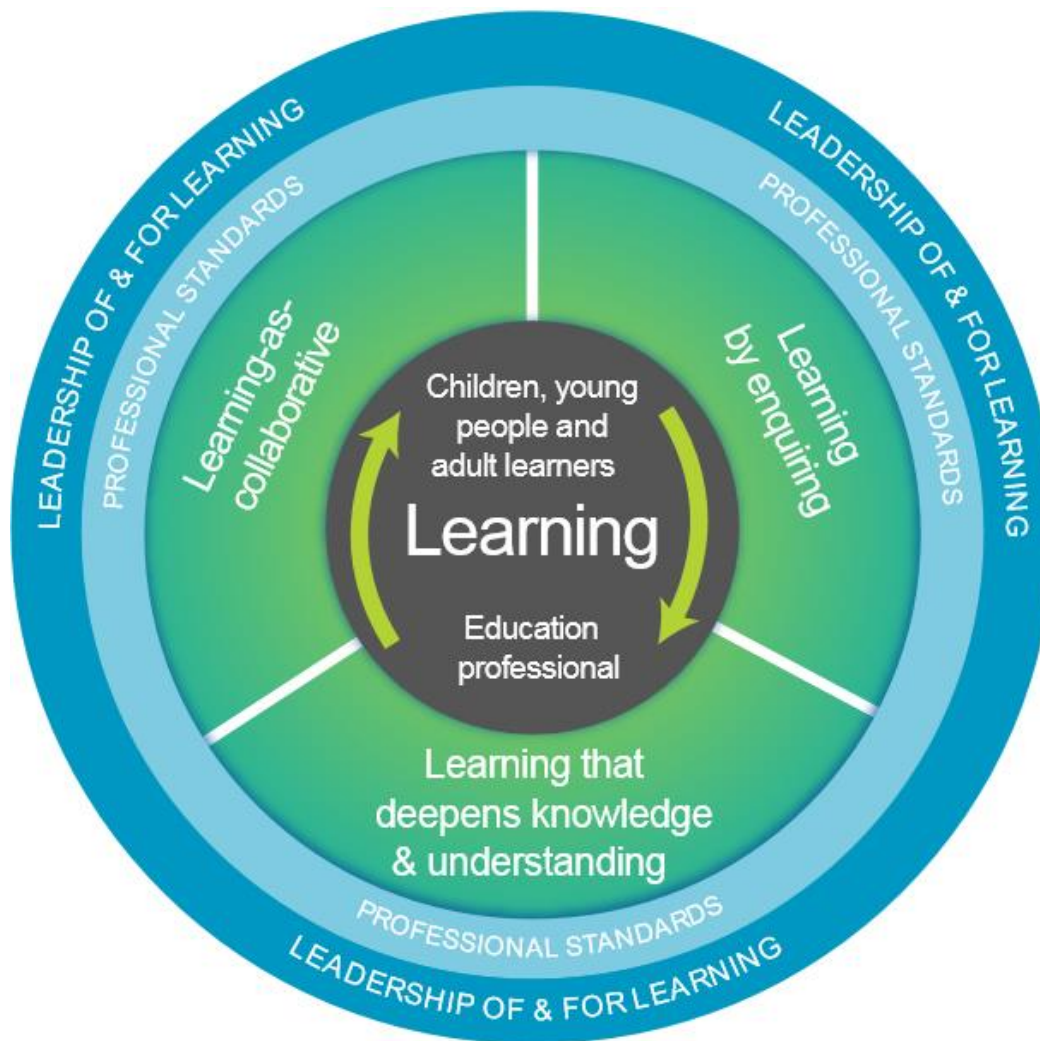 LEADERSHIP OF & FOR LEARNING
LEADERSHIP OF & FOR LEARNING
PROFESSIONAL STANDARDS
PROFESSIONAL STANDARDS
Learning-as-
collaborative
Learning
by enquiring
Children, young
people and
adult learners
Learning
Education
professional
Learning that
deepens knowledge
& understanding
PROFESSIONAL STANDARDS
LEADERSHIP OF & FOR LEARNING